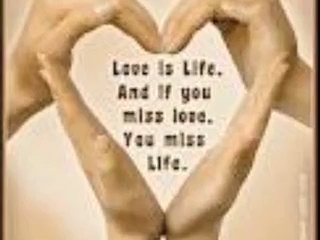 Love is Life.
And if you
miss love.
You miss
Life.